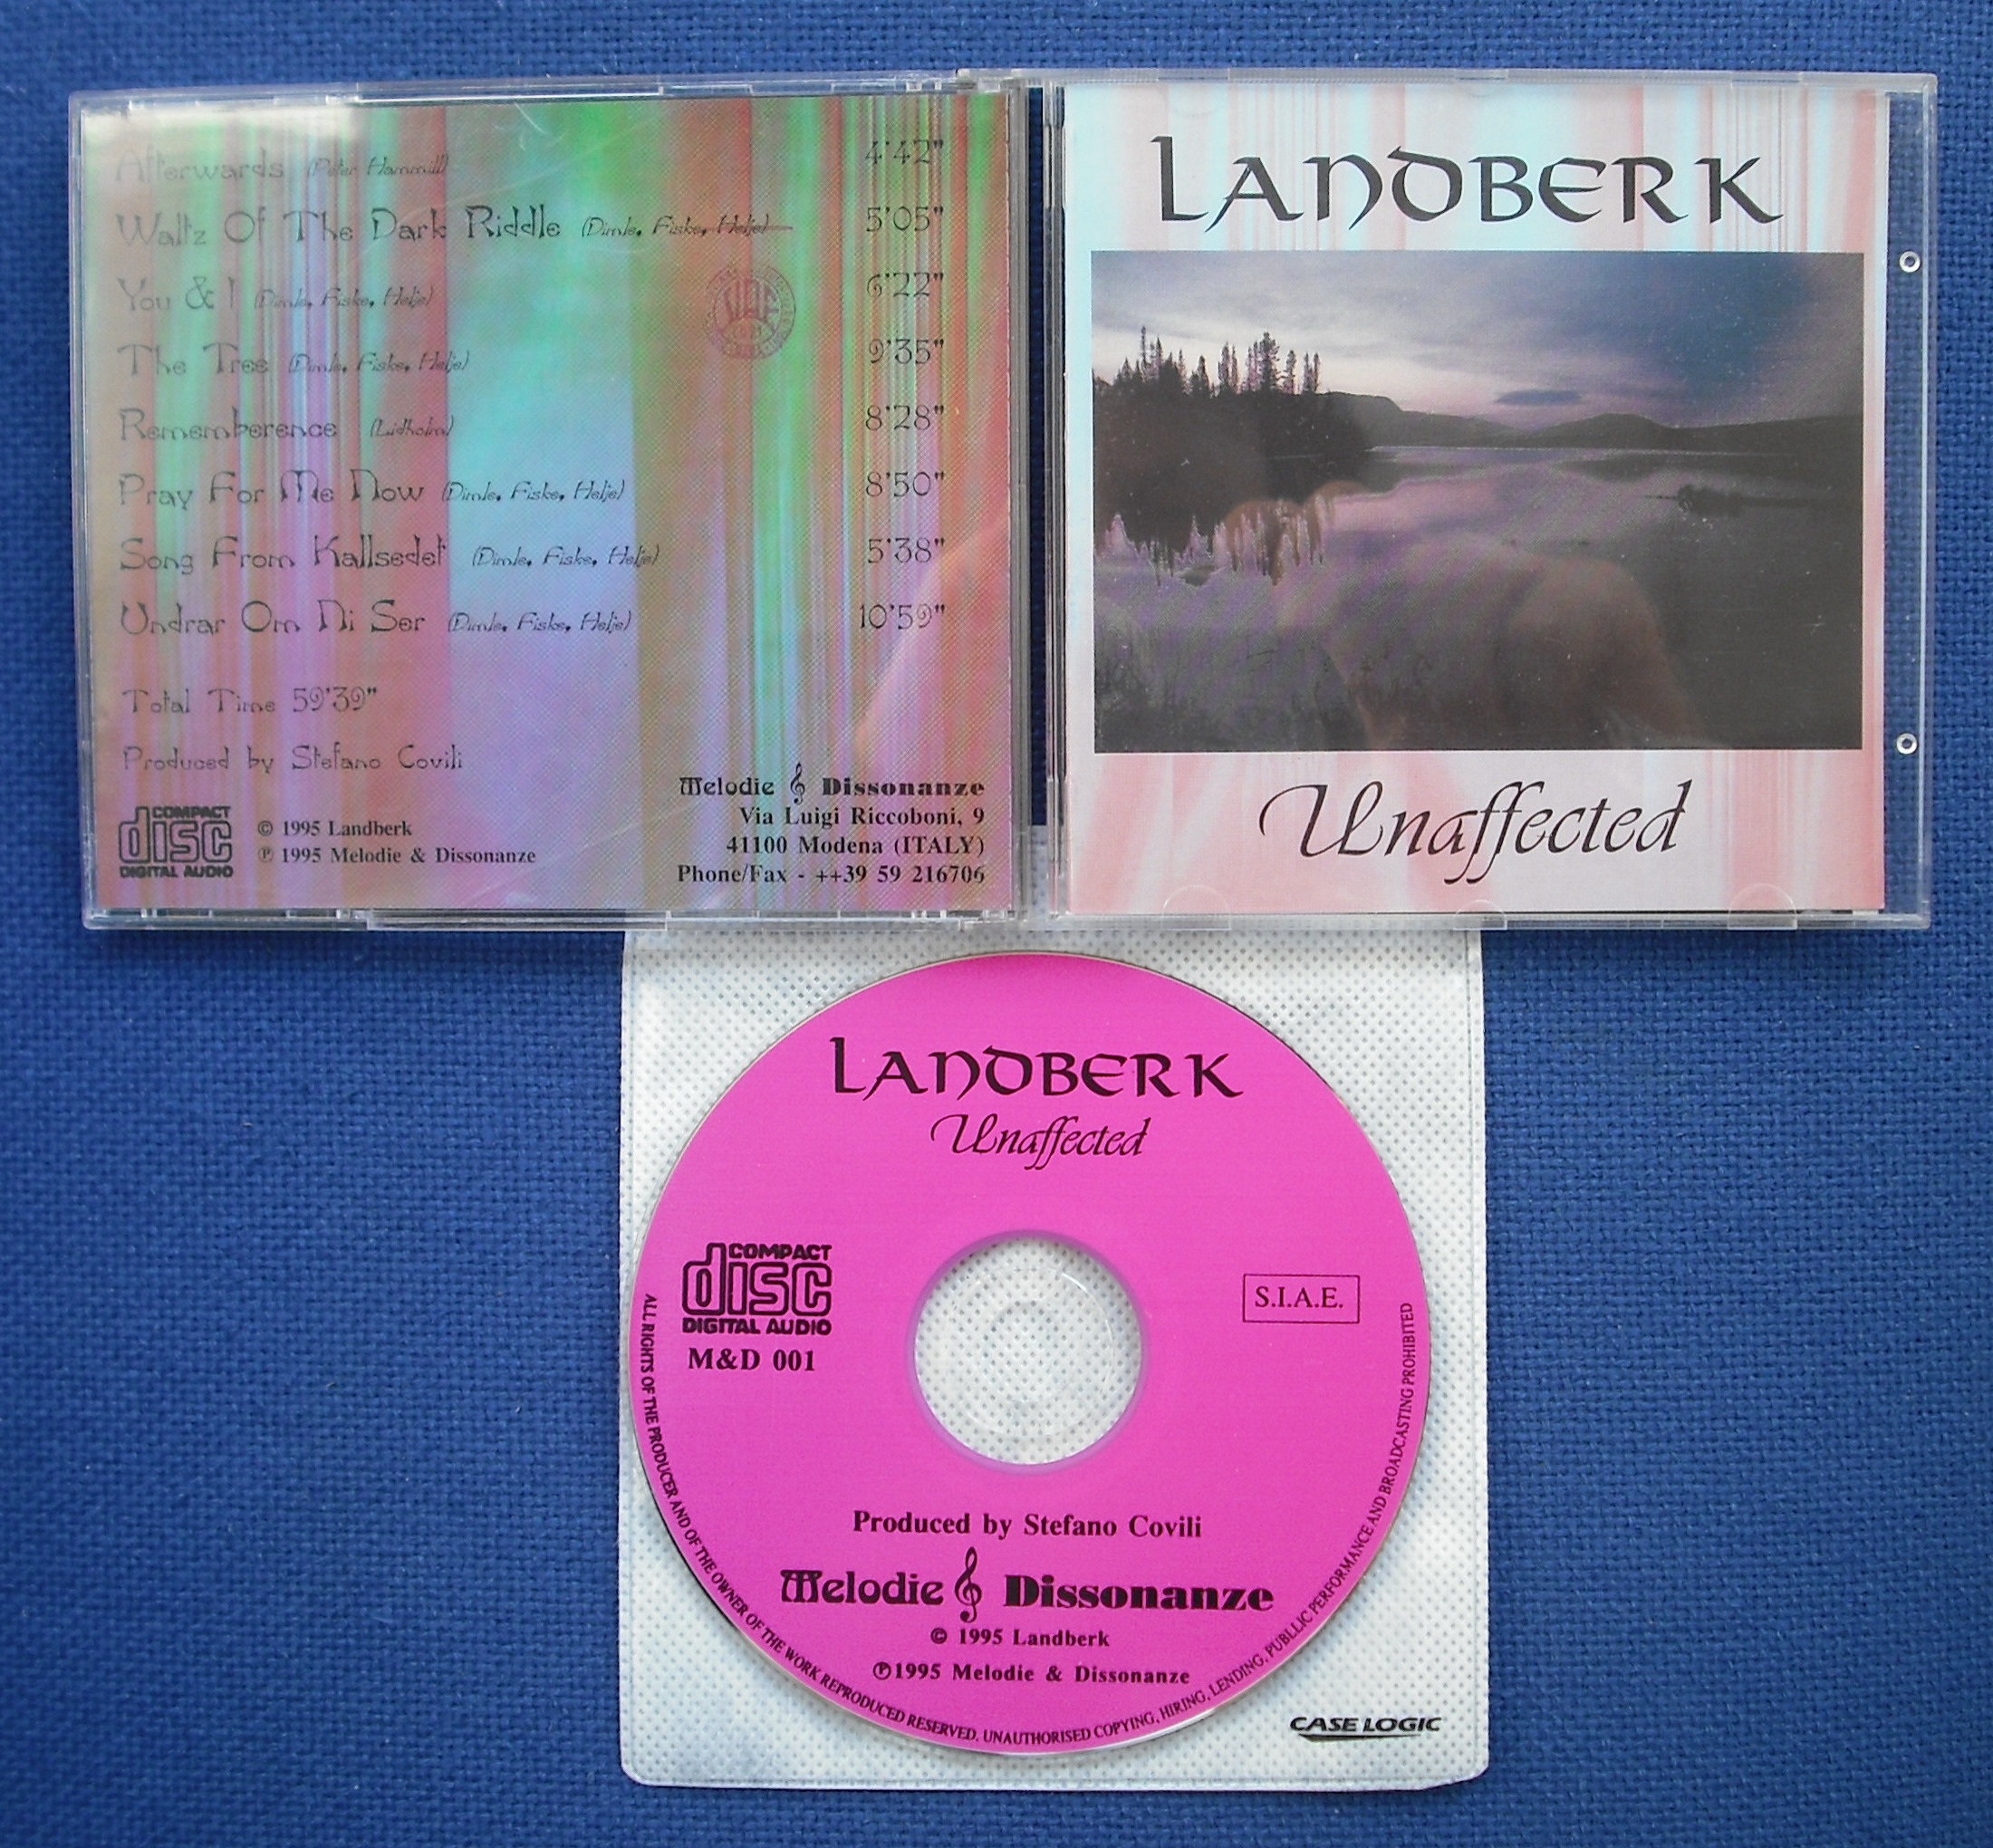 Afterwards (Peter Hammill) 4'42"
Waltz Of The Dark Riddle (Dimle, Fiske, Helje) 5'05"
You & I (Dimle, Fiske, Helje) 6'22"
The Tree (Dimle, Fiske, Helje) 9'35"
Rememberence (Lidholm) 8'28"
Pray For Me Now (Dimle, Fiske, Helje) 8'50"
Song From Kallsedet (Dimle, Fiske, Helje) 5'38"
Undrar Om Ni Ser (Dimle, Fiske, Helje) 10'59"
Total Time 59'39"
Produced by Stefano Covili
COMPACT
disc
DIGITAL AUDIO
© 1995 Landberk
℗ 1995 Melodie & Dissonanze
Melodie Dissonanze
Via Luigi Riccoboni, 9
41100 Modena (ITALY)
Phone/Fax - ++39 59 216706
LANDBERK
Unaffected
LANDBERK
Unaffected
COMPACT
disc
DIGITAL AUDIO
M&D 001
S.I.A.E.
Produced by Stefano Covili
Melodie Dissonanze
© 1995 Landberk
℗1995 Melodie & Dissonanze
ALL RIGHTS OF THE PRODUCER AND OF THE OWNER OF THE WORK REPRODUCED RESERVED. UNAUTHORISED COPYING, HIRING, LENDING, PUBLLIC PERFORMANCE AND BROADCASTING PROHIBITED
CASE LOGIC